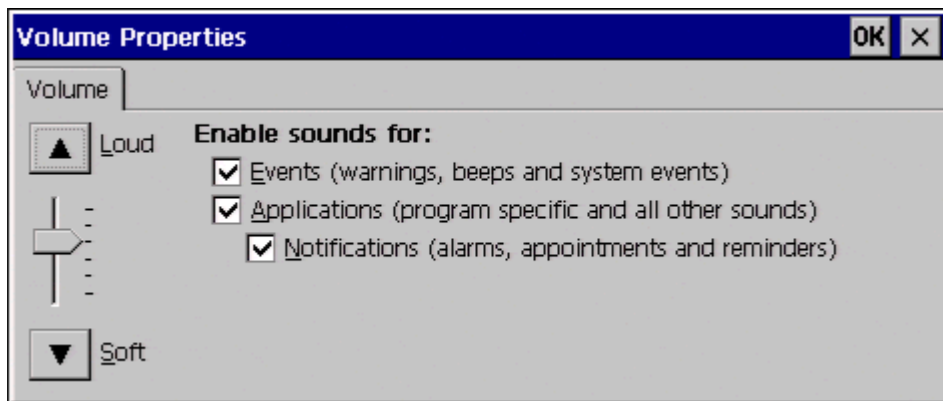 Volume Properties OK ×
Volume
Loud
Enable sounds for:
Events (warnings, beeps and system events)
Applications (program specific and all other sounds)
Notifications (alarms, appointments and reminders)
Soft